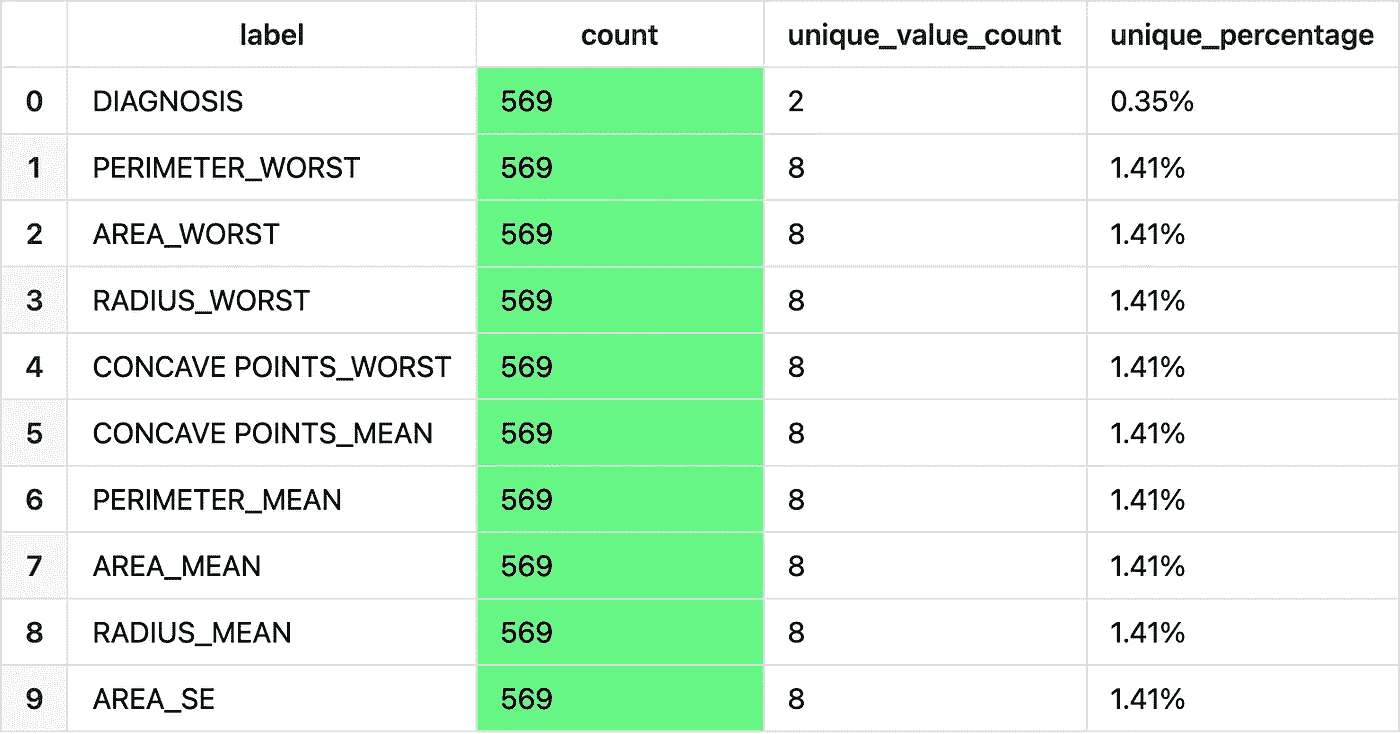 label count unique_value_count unique_percentage
0 DIAGNOSIS 569 2 0.35%
1 PERIMETER_WORST 569 8 1.41%
2 AREA_WORST 569 8 1.41%
3 RADIUS_WORST 569 8 1.41%
4 CONCAVE POINTS_WORST 569 8 1.41%
5 CONCAVE POINTS_MEAN 569 8 1.41%
6 PERIMETER_MEAN 569 8 1.41%
7 AREA_MEAN 569 8 1.41%
8 RADIUS_MEAN 569 8 1.41%
9 AREA_SE 569 8 1.41%